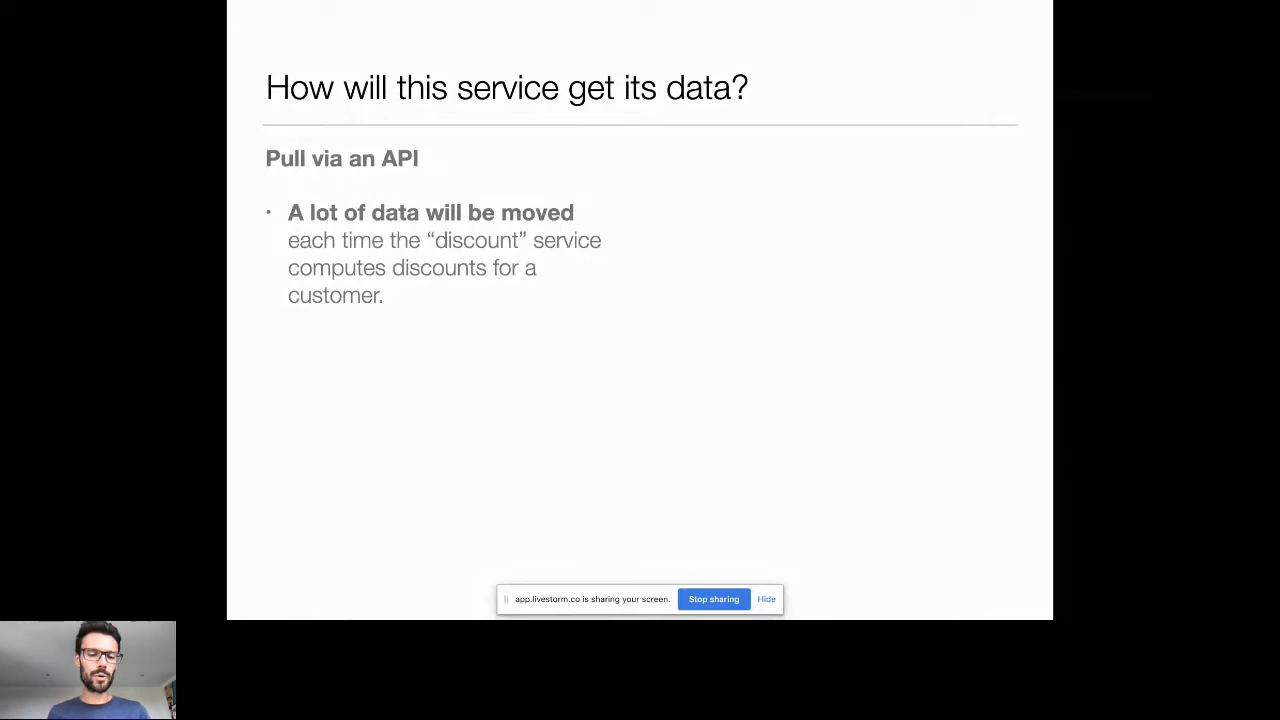 How will this service get its data?
Pull via an API
• A lot of data will be moved
each time the “discount” service
computes discounts for a
customer.
app.livestorm.co is sharing your screen. Stop sharing Hide